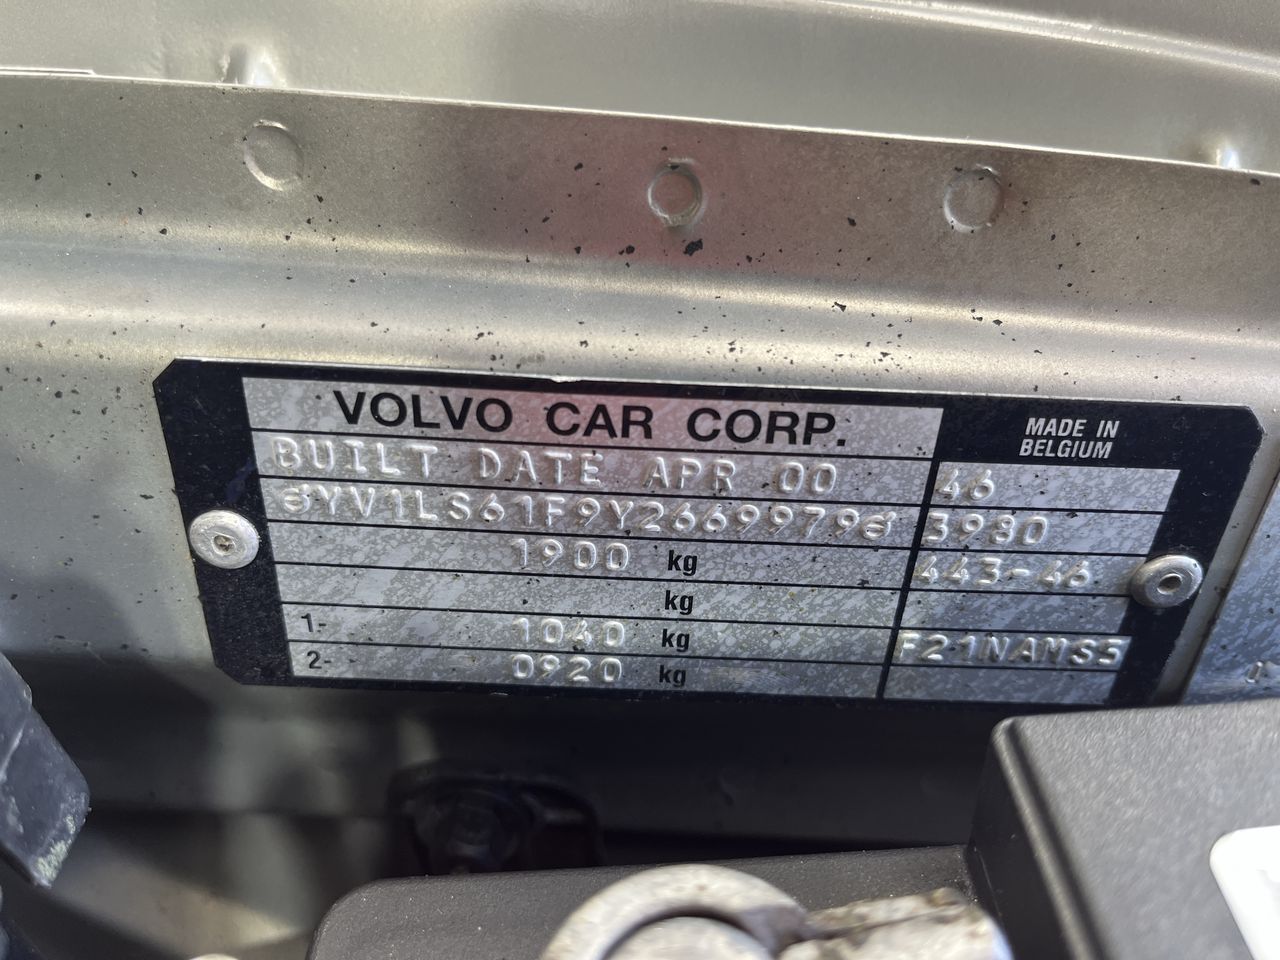 VOLVO CAR CORP.
MADE IN
BELGIUM
BUILT DATE APR 00
46
YV1LS61F9Y2669979
3980
1900 kg
443-46
kg
1- 1040 kg
F21NAMS5
2- 0920 kg